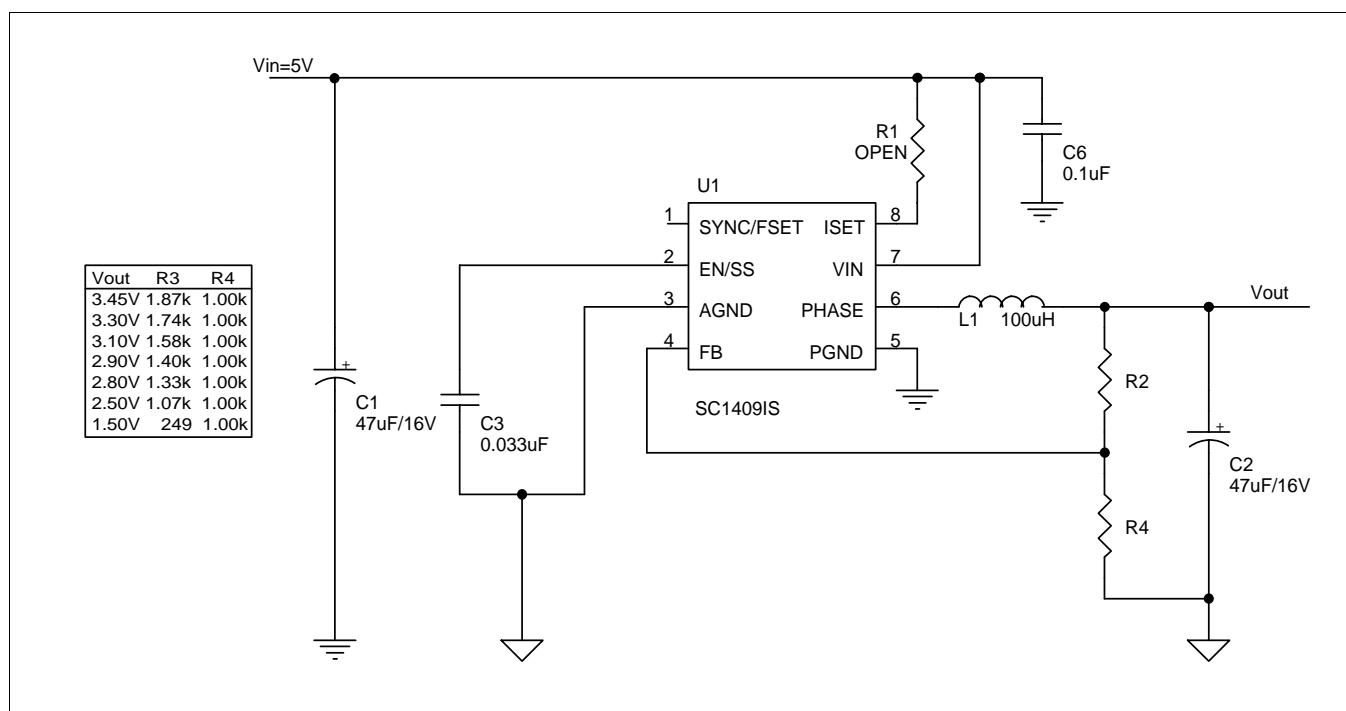 Vin=5V
R1
OPEN
C6
0.1uF
U1
1
SYNC/FSET
ISET
8
2
EN/SS
VIN
7
3
AGND
PHASE
6
4
FB
PGND
5
SC1409IS
L1
100uH
Vout
R2
R4
+
C2
47uF/16V
+
C1
47uF/16V
C3
0.033uF
Vout R3 R4
3.45V 1.87k 1.00k
3.30V 1.74k 1.00k
3.10V 1.58k 1.00k
2.90V 1.40k 1.00k
2.80V 1.33k 1.00k
2.50V 1.07k 1.00k
1.50V 249 1.00k